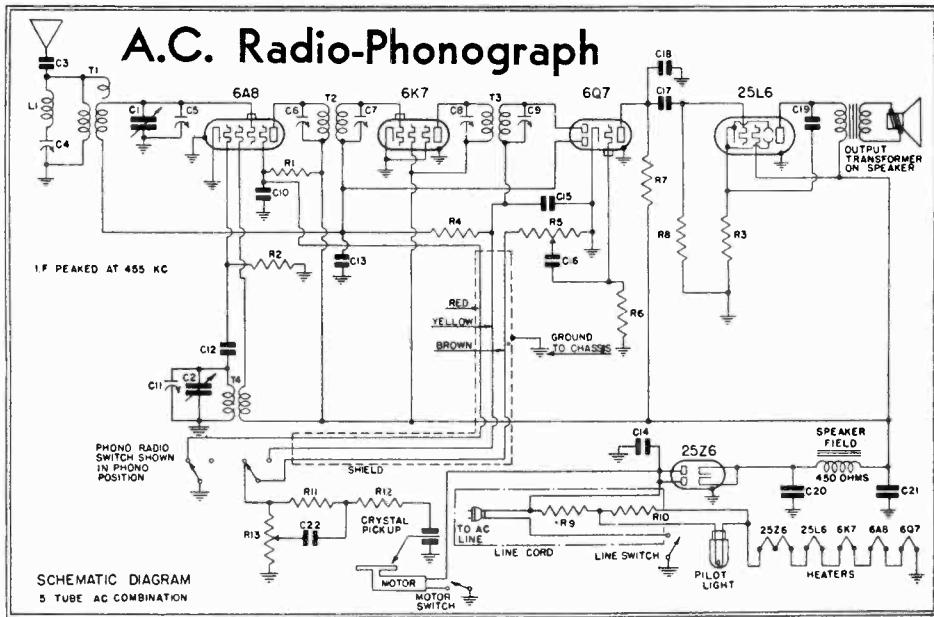 A.C. Radio-Phonograph
C3
T1
L1
C4
C1
C5
6A8
C6
T2
C7
6K7
C8
T3
C9
6Q7
C18
C17
25L6
C19
OUTPUT
TRANSFORMER
ON SPEAKER
R1
C10
R7
R8
R3
C15
R4
R5
C16
R6
I.F PEAKED AT 455 KC
R2
C13
RED
YELLOW
BROWN
GROUND
TO CHASSIS
C12
C11
C2
T4
PHONO RADIO
SWITCH SHOWN
IN PHONO
POSITION
SHIELD
C14
25Z6
SPEAKER
FIELD
450 OHMS
C20
C21
R11
R12
C22
R13
CRYSTAL
PICKUP
TO AC
LINE
R9
R10
LINE CORD
LINE SWITCH
PILOT
LIGHT
25Z6
25L6
6K7
6A8
6Q7
HEATERS
MOTOR
MOTOR
SWITCH
SCHEMATIC DIAGRAM
5 TUBE AC COMBINATION